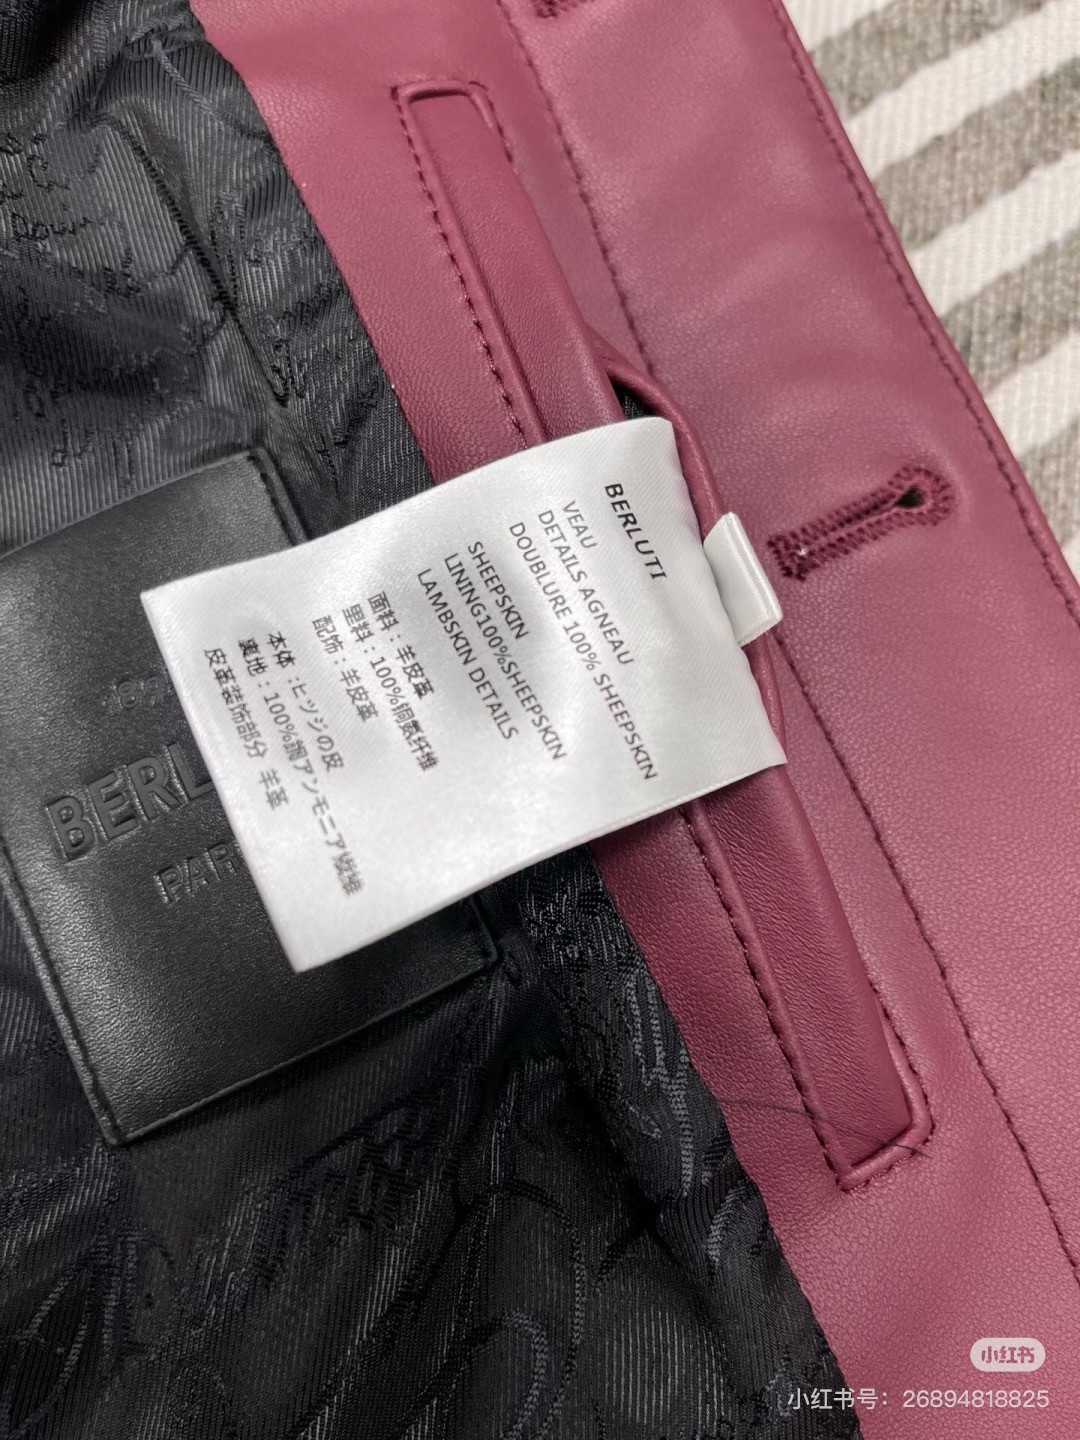 BERLUTI
VEAU
DETAILS AGNEAU
DOUBLURE 100% SHEEPSKIN
SHEEPSKIN
LINING100%SHEEPSKIN
LAMBSKIN DETAILS
面料：羊皮革
里料：100%铜氨纤维
配饰：羊皮革
本体：ヒツジの皮
裏地：100%銅アンモニア繊維
皮革装饰部分 羊革
BERL
PAR
小红书
小红书号：26894818825